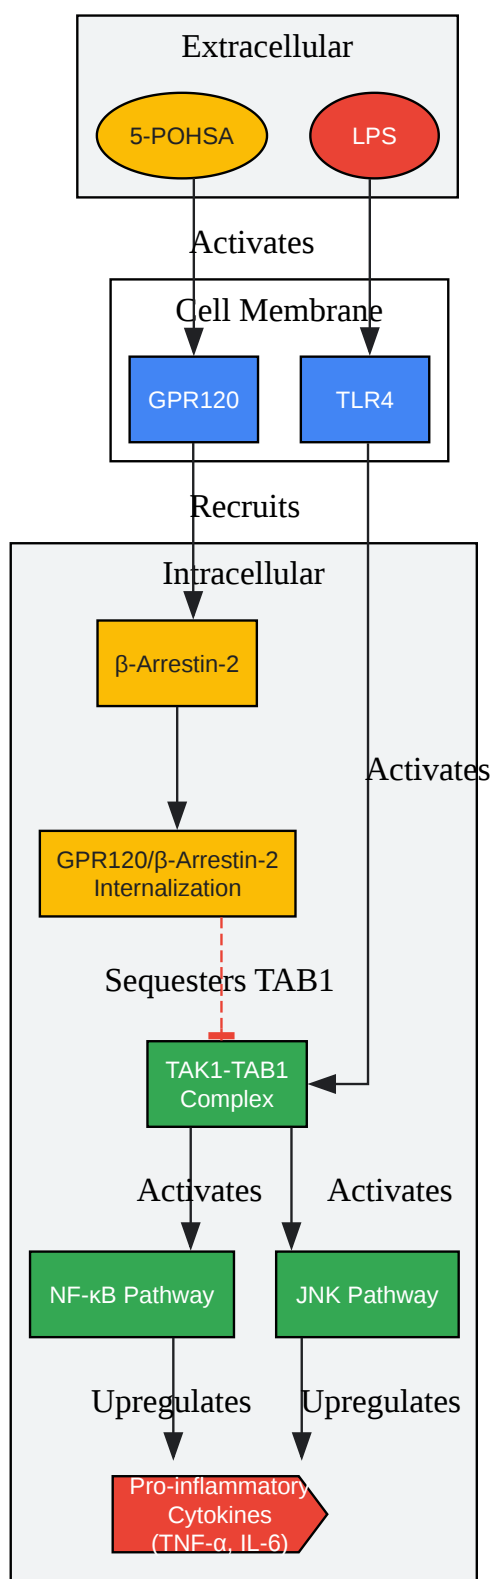 Extracellular
5-POHSA
LPS
Activates
Cell Membrane
GPR120
TLR4
Recruits
Intracellular
β-Arrestin-2
Activates
GPR120/β-Arrestin-2
Internalization
Sequesters TAB1
TAK1-TAB1
Complex
Activates
Activates
NF-κB Pathway
JNK Pathway
Upregulates
Upregulates
Pro-inflammatory
Cytokines
(TNF-α, IL-6)